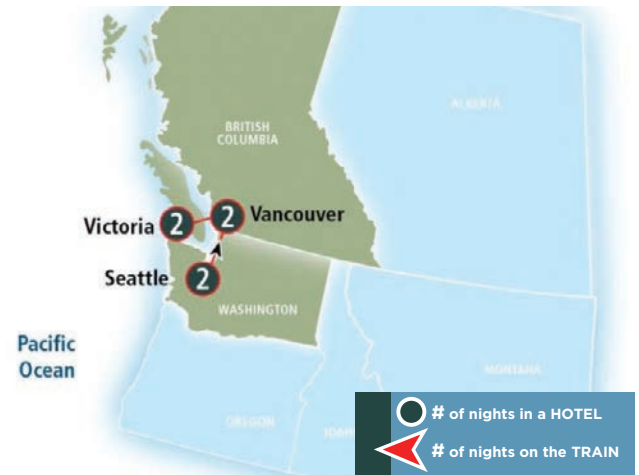 BRITISH
COLUMBIA
ALBERTA
Victoria 2 2 Vancouver
Seattle 2
WASHINGTON
Pacific
Ocean
MONTANA
OREGON
IDAHO
# of nights in a HOTEL
# of nights on the TRAIN